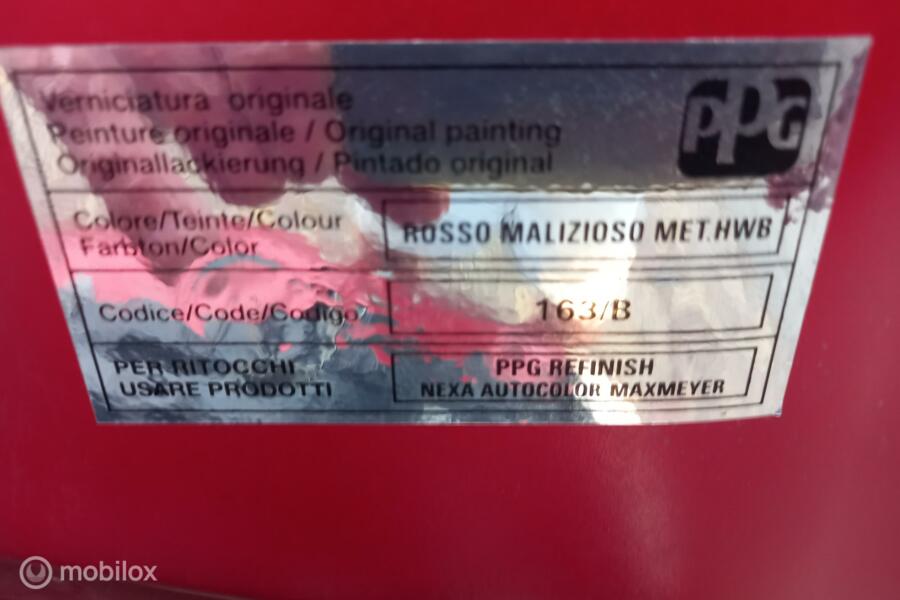 Verniciatura originale
Peinture originale / Original painting
Originallackierung / Pintado original
PPG
Colore/Teinte/Colour
Farbton/Color
ROSSO MALIZIOSO MET.HWB
Codice/Code/Codigo
163/B
PER RITOCCHI
USARE PRODOTTI
PPG REFINISH
NEXA AUTOCOLOR MAXMEYER
mobilox